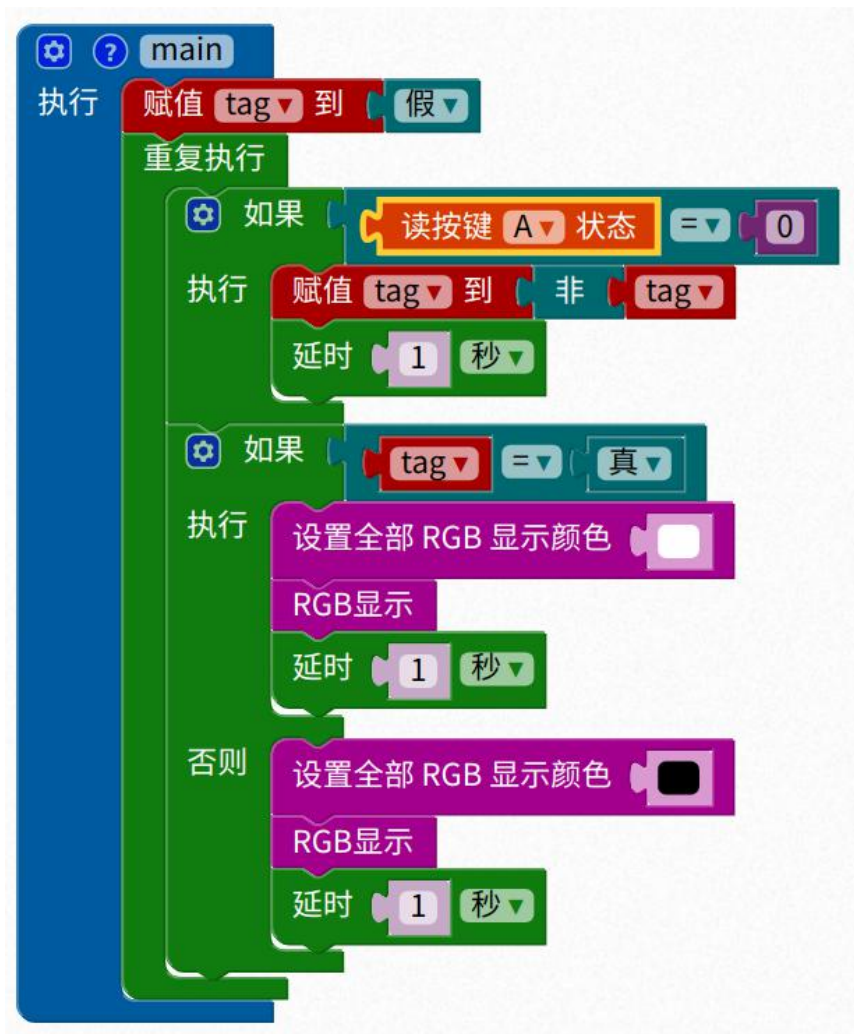 ? main
执行 赋值 tag 到 假
重复执行
如果 读按键 A 状态 = 0
执行 赋值 tag 到 非 tag
延时 1 秒
如果 tag = 真
执行 设置全部 RGB 显示颜色
RGB显示
延时 1 秒
否则 设置全部 RGB 显示颜色
RGB显示
延时 1 秒